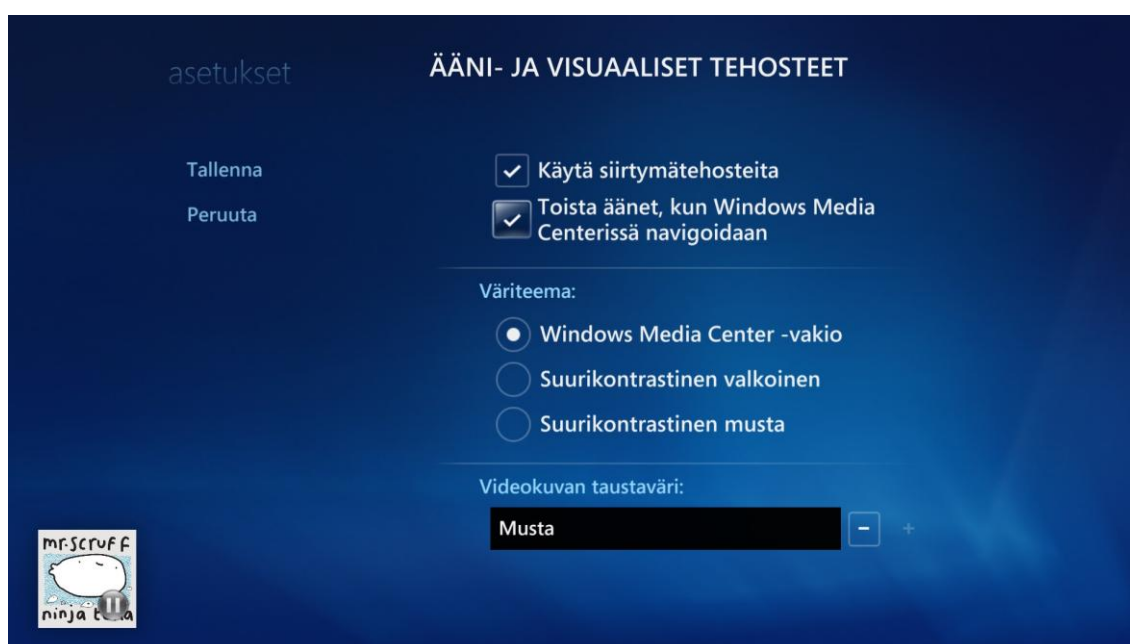 asetukset
ÄÄNI- JA VISUAALISET TEHOSTEET
Tallenna
Peruuta
Käytä siirtymätehosteita
Toista äänet, kun Windows Media
Centerissä navigoidaan
Väriteema:
Windows Media Center -vakio
Suurikontrastinen valkoinen
Suurikontrastinen musta
Videokuvan taustaväri:
Musta
- +
mr.scruff
ninja